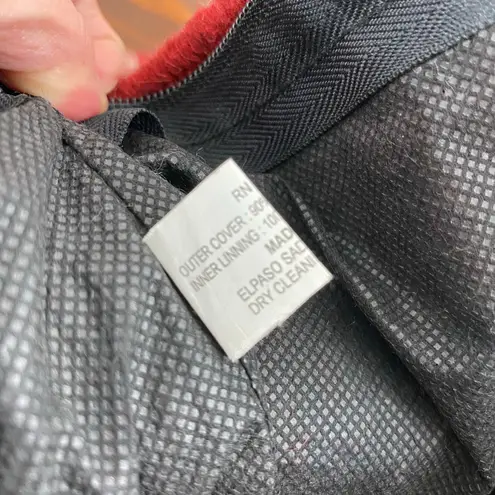 RN
OUTER COVER : 90
INNER LINNING : 10
MAD
ELPASO SAD
DRY CLEAN